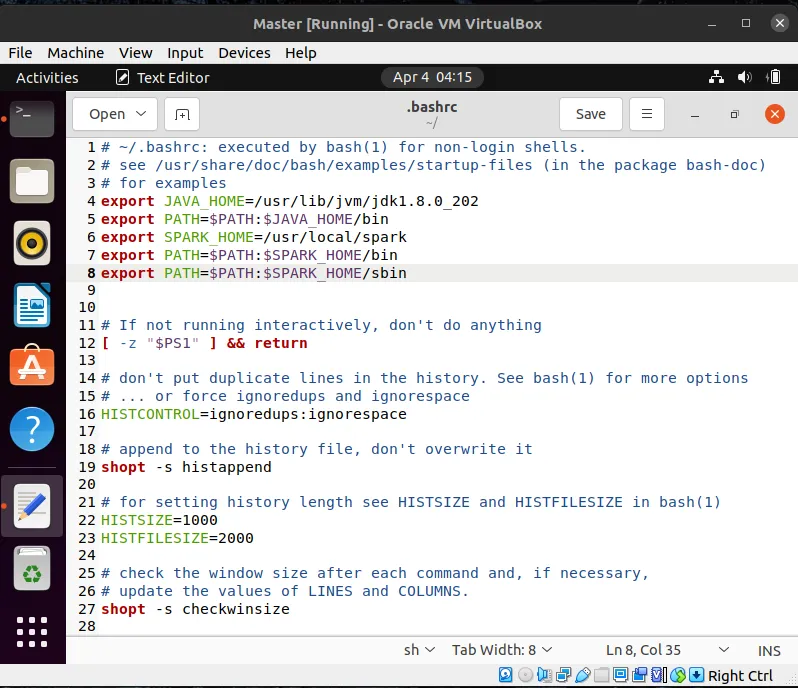 Master [Running] - Oracle VM VirtualBox
File Machine View Input Devices Help
Activities Text Editor Apr 4 04:15
Open .bashrc Save
~/
1 # ~/.bashrc: executed by bash(1) for non-login shells.
2 # see /usr/share/doc/bash/examples/startup-files (in the package bash-doc)
3 # for examples
4 export JAVA_HOME=/usr/lib/jvm/jdk1.8.0_202
5 export PATH=$PATH:$JAVA_HOME/bin
6 export SPARK_HOME=/usr/local/spark
7 export PATH=$PATH:$SPARK_HOME/bin
8 export PATH=$PATH:$SPARK_HOME/sbin
9
10
11 # If not running interactively, don't do anything
12 [ -z "$PS1" ] && return
13
14 # don't put duplicate lines in the history. See bash(1) for more options
15 # ... or force ignoredups and ignorespace
16 HISTCONTROL=ignoredups:ignorespace
17
18 # append to the history file, don't overwrite it
19 shopt -s histappend
20
21 # for setting history length see HISTSIZE and HISTFILESIZE in bash(1)
22 HISTSIZE=1000
23 HISTFILESIZE=2000
24
25 # check the window size after each command and, if necessary,
26 # update the values of LINES and COLUMNS.
27 shopt -s checkwinsize
28
sh Tab Width: 8 Ln 8, Col 35 INS
Right Ctrl